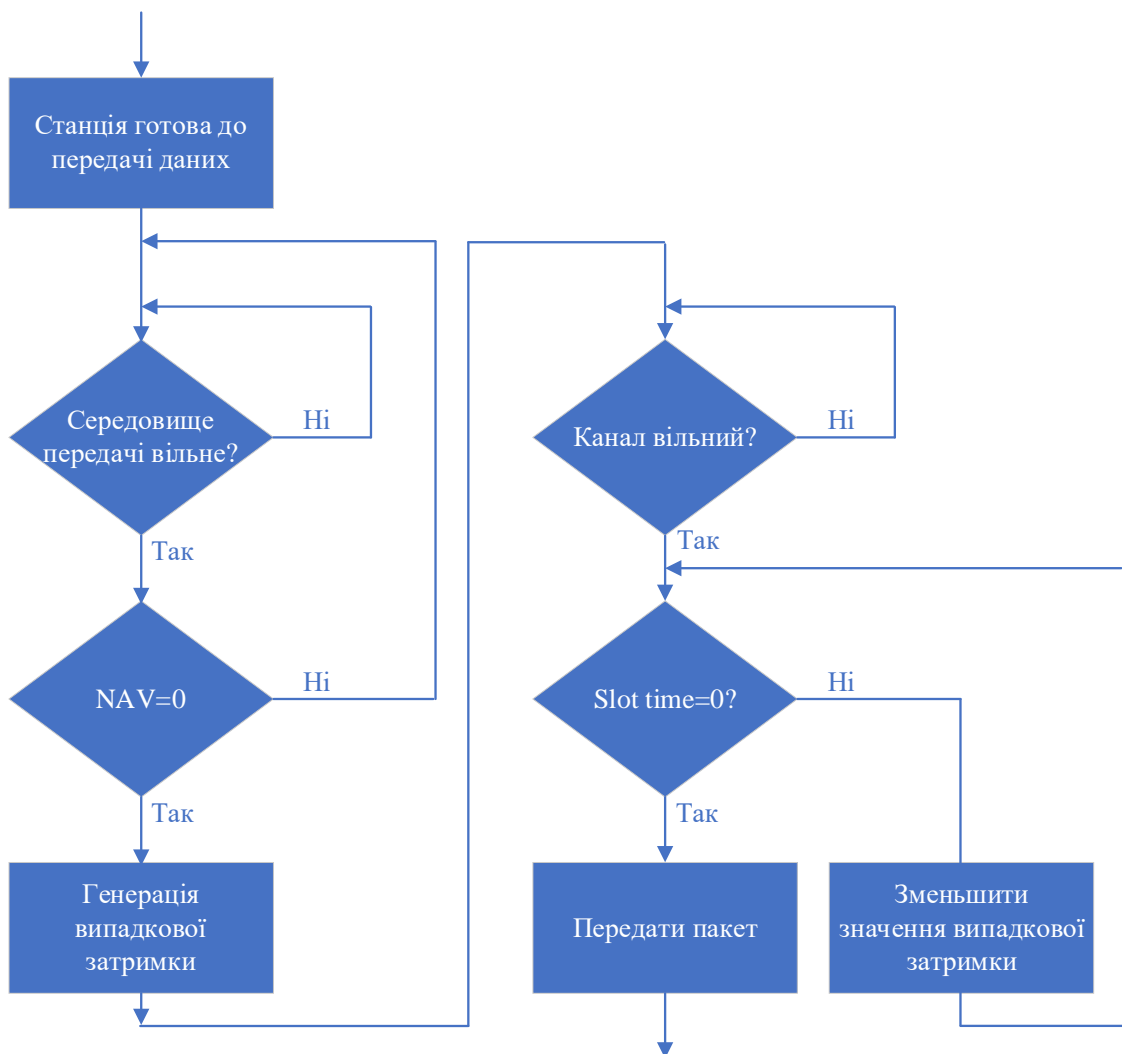 Станція готова до
передачі даних
Середовище
передачі вільне?
Ні
Так
NAV=0
Ні
Так
Генерація
випадкової
затримки
Канал вільний?
Ні
Так
Slot time=0?
Ні
Так
Передати пакет
Зменьшити
значення випадкової
затримки